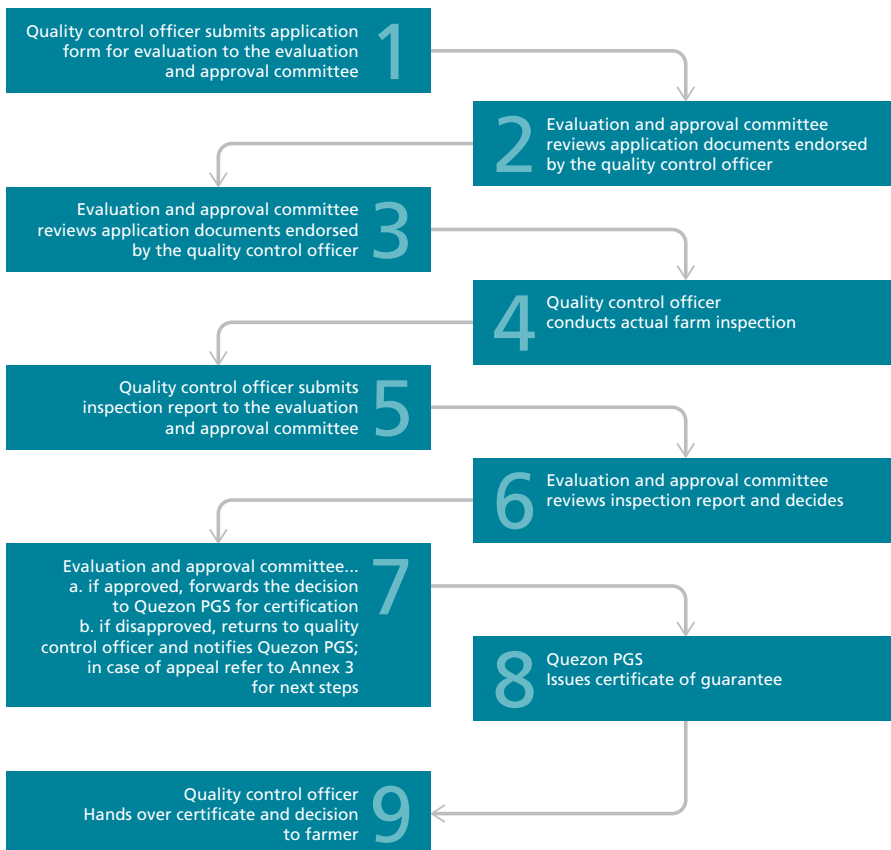 1
Quality control officer submits application
form for evaluation to the evaluation
and approval committee
2
Evaluation and approval committee
reviews application documents endorsed
by the quality control officer
3
Evaluation and approval committee
reviews application documents endorsed
by the quality control officer
4
Quality control officer
conducts actual farm inspection
5
Quality control officer submits
inspection report to the evaluation
and approval committee
6
Evaluation and approval committee
reviews inspection report and decides
7
Evaluation and approval committee...
a. if approved, forwards the decision
to Quezon PGS for certification
b. if disapproved, returns to quality
control officer and notifies Quezon PGS;
in case of appeal refer to Annex 3
for next steps
8
Quezon PGS
Issues certificate of guarantee
9
Quality control officer
Hands over certificate and decision
to farmer